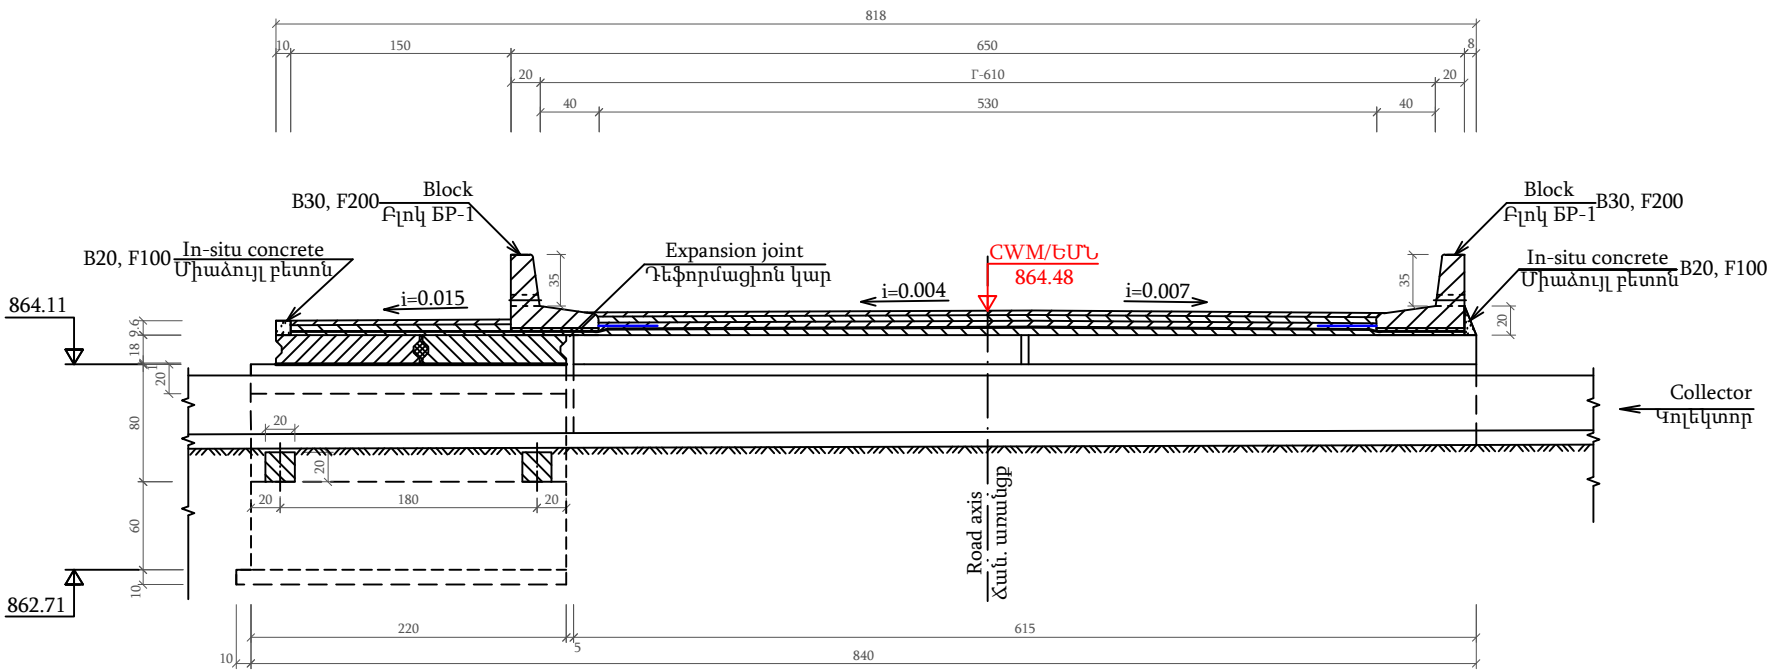 818
10
150
650
8
20
Г-610
20
40
530
40
Block
B30, F200
Բլոկ БР-1
In-situ concrete
B20, F100
Միաձույլ բետոն
Expansion joint
Դեֆորմացիոն կար
CWM/ԵՄՆ
864.48
Block
B30, F200
Բլոկ БР-1
In-situ concrete
B20, F100
Միաձույլ բետոն
35
35
i=0.015
i=0.004
i=0.007
864.11
9.6
18
1
20
20
80
20
20
Collector
Կոլեկտոր
20
180
20
60
10
Road axis
Ճան. առանցք
862.71
220
5
615
10
840